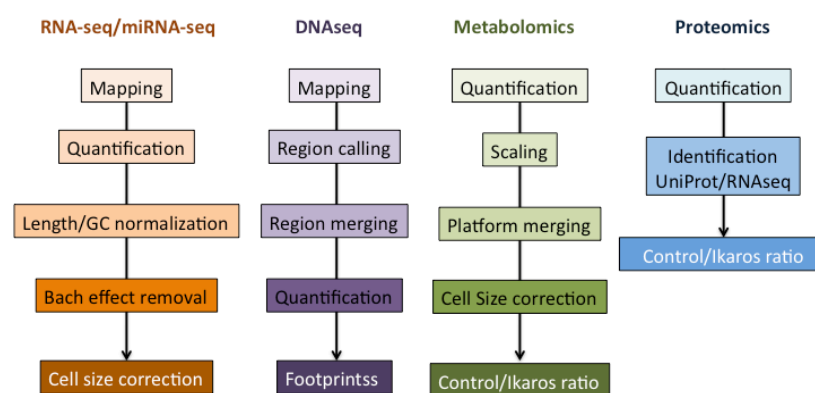 RNA-seq/miRNA-seq
Mapping
Quantification
Length/GC normalization
Bach effect removal
Cell size correction
DNAseq
Mapping
Region calling
Region merging
Quantification
Footprintss
Metabolomics
Quantification
Scaling
Platform merging
Cell Size correction
Control/Ikaros ratio
Proteomics
Quantification
Identification
UniProt/RNAseq
Control/Ikaros ratio